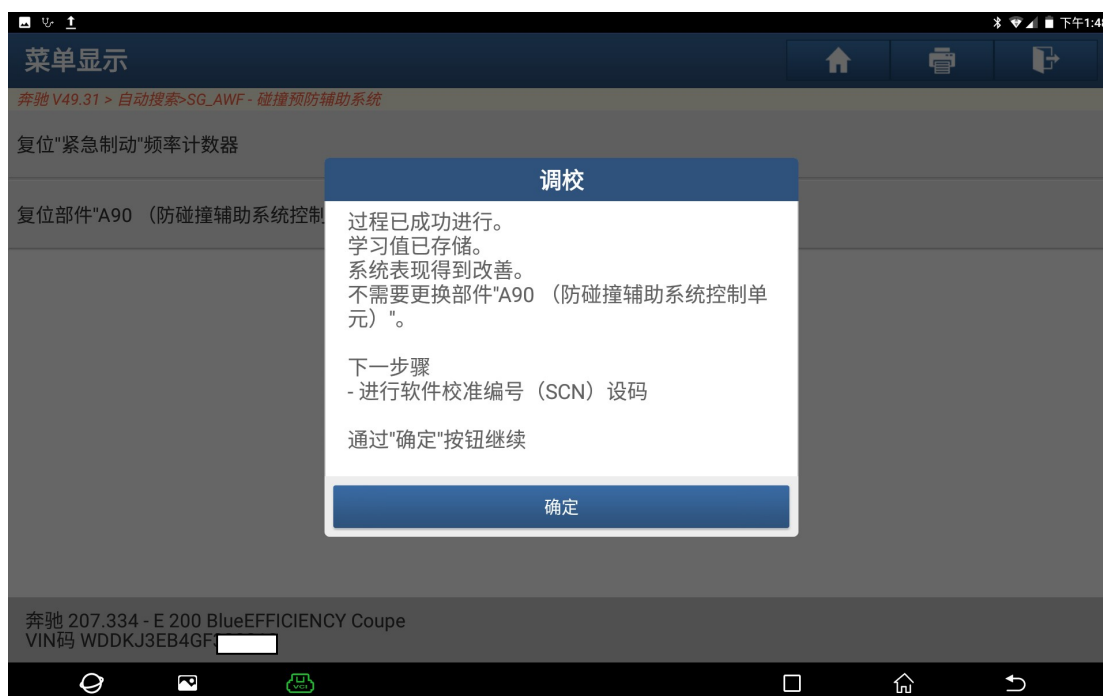 下午1:48
菜单显示
奔驰 V49.31 > 自动搜索>SG_AWF - 碰撞预防辅助系统
复位"紧急制动"频率计数器
复位部件"A90 （防碰撞辅助系统控制
调校
过程已成功进行。
学习值已存储。
系统表现得到改善。
不需要更换部件"A90 （防碰撞辅助系统控制单
元）"。
下一步骤
- 进行软件校准编号（SCN）设码
通过"确定"按钮继续
确定
奔驰 207.334 - E 200 BlueEFFICIENCY Coupe
VIN码 WDDKJ3EB4GF
VCI